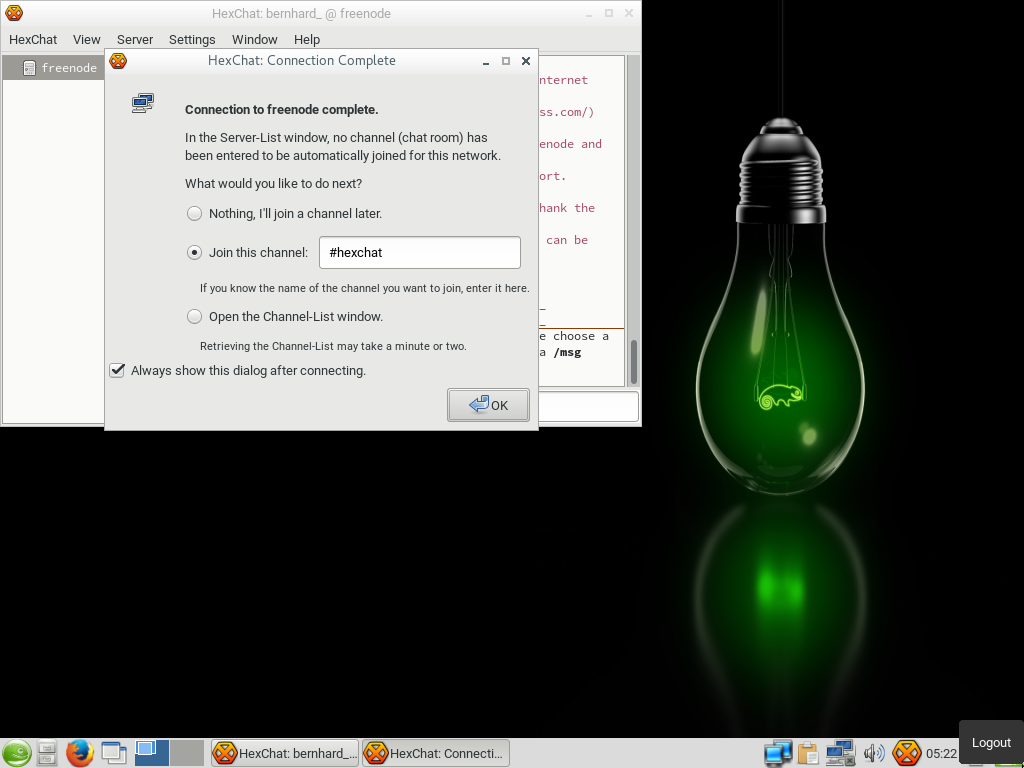 HexChat: bernhard_ @ freenode
HexChat View Server Settings Window Help
freenode
HexChat: Connection Complete
Connection to freenode complete.
In the Server-List window, no channel (chat room) has
been entered to be automatically joined for this network.
What would you like to do next?
Nothing, I'll join a channel later.
Join this channel: #hexchat
If you know the name of the channel you want to join, enter it here.
Open the Channel-List window.
Retrieving the Channel-List may take a minute or two.
Always show this dialog after connecting.
OK
nternet
ss.com/)
enode and
ort.
hank the
can be
_
_
e choose a
a /msg
HexChat: bernhard_...
HexChat: Connecti...
05:22
Logout